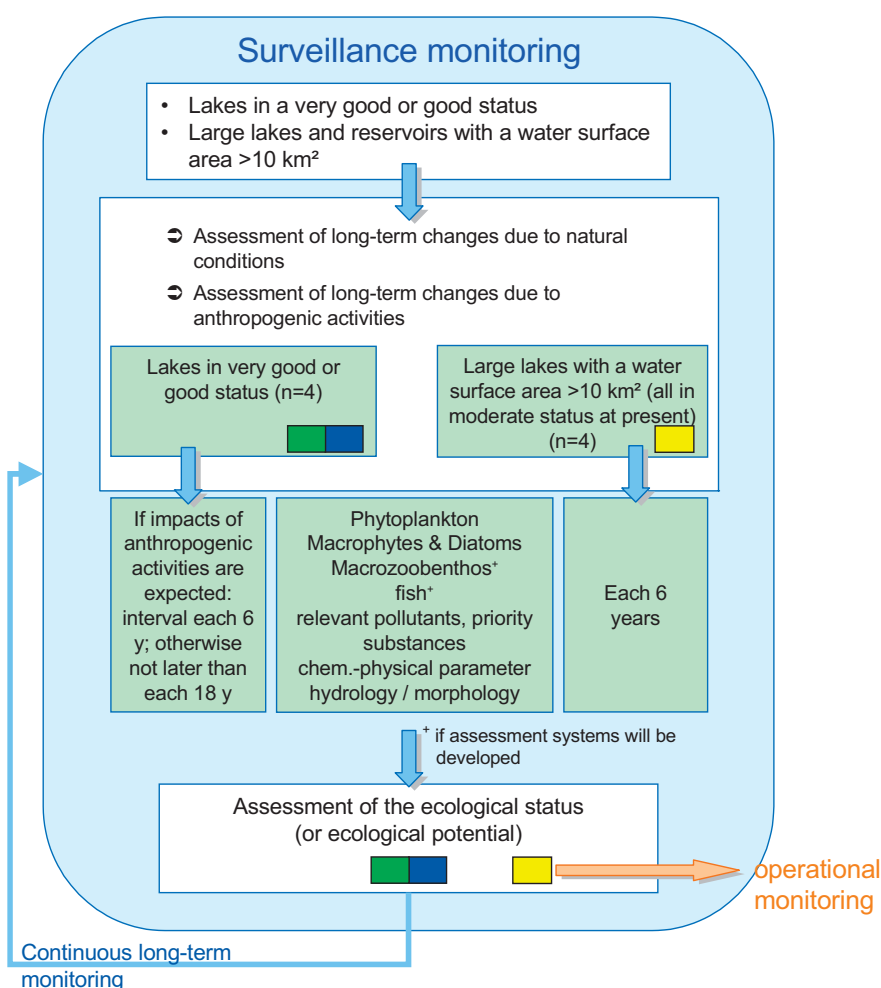 Surveillance monitoring
• Lakes in a very good or good status
• Large lakes and reservoirs with a water surface
area >10 km²
➲ Assessment of long-term changes due to natural
conditions
➲ Assessment of long-term changes due to
anthropogenic activities
Lakes in very good or
good status (n=4)
Large lakes with a water
surface area >10 km² (all in
moderate status at present)
(n=4)
If impacts of
anthropogenic
activities are
expected:
interval each 6
y; otherwise
not later than
each 18 y
Phytoplankton
Macrophytes & Diatoms
Macrozoobenthos⁺
fish⁺
relevant pollutants, priority
substances
chem.-physical parameter
hydrology / morphology
Each 6
years
⁺ if assessment systems will be
developed
Assessment of the ecological status
(or ecological potential)
operational
monitoring
Continuous long-term
monitoring